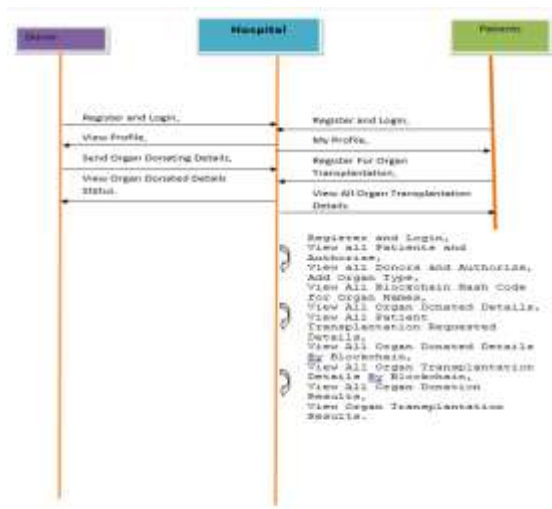 Donor
Hospital
Patients
Register and Login,
View Profile,
Send Organ Donating Details,
View Organ Donated Details
Status.
Register and Login,
My Profile,
Register For Organ
Transplantation,
View All Organ Transplantation
Details
Register and Login,
View all Patients and
Authorize,
View all Donors and Authorize,
Add Organ Type,
View All Blockchain Hash Code
for Organ Names,
View All Organ Donated Details,
View All Patient
Transplantation Requested
Details,
View All Organ Donated Details
By Blockchain,
View All Organ Transplantation
Details By Blockchain,
View All Organ Donation
Results,
View Organ Transplantation
Results.